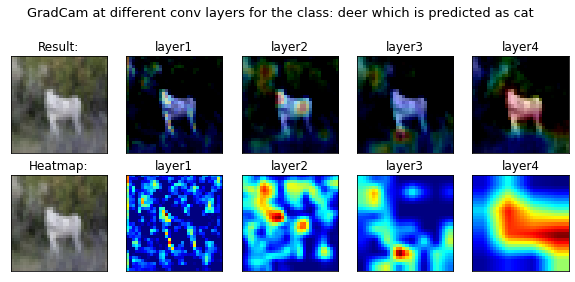 GradCam at different conv layers for the class: deer which is predicted as cat
Result: layer1 layer2 layer3 layer4
Heatmap: layer1 layer2 layer3 layer4